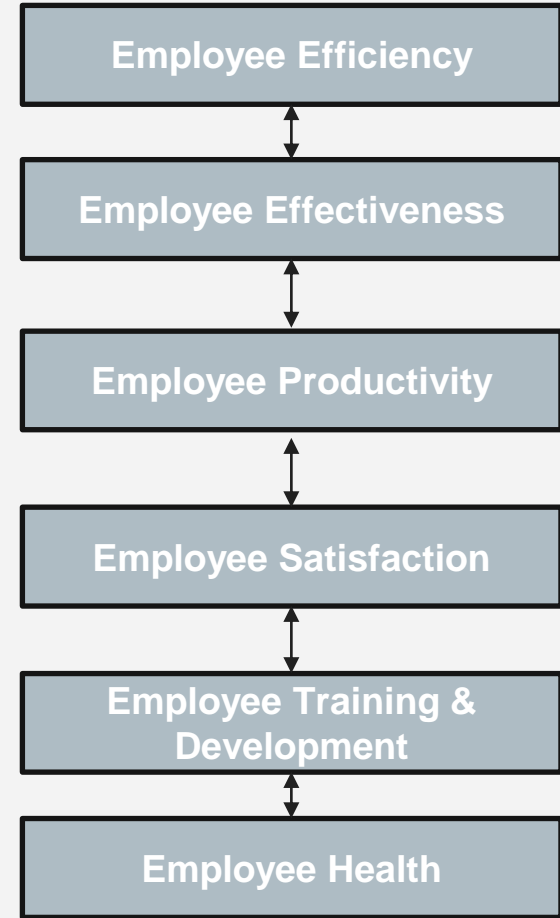 Employee Efficiency
Employee Effectiveness
Employee Productivity
Employee Satisfaction
Employee Training &
Development
Employee Health